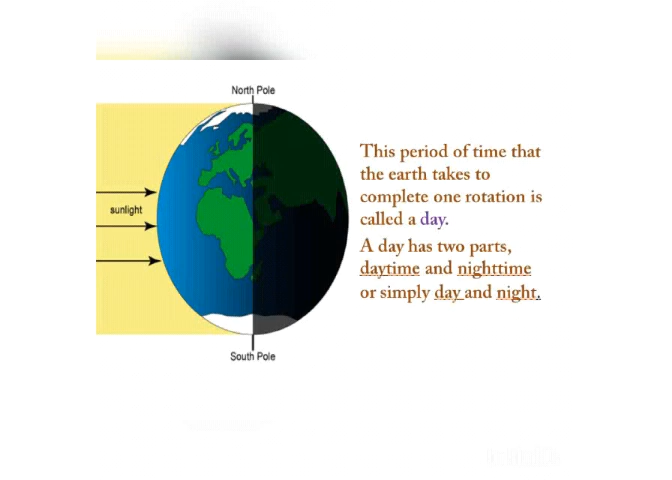 North Pole
sunlight
South Pole
This period of time that
the earth takes to
complete one rotation is
called a day.
A day has two parts,
daytime and nighttime
or simply day and night.